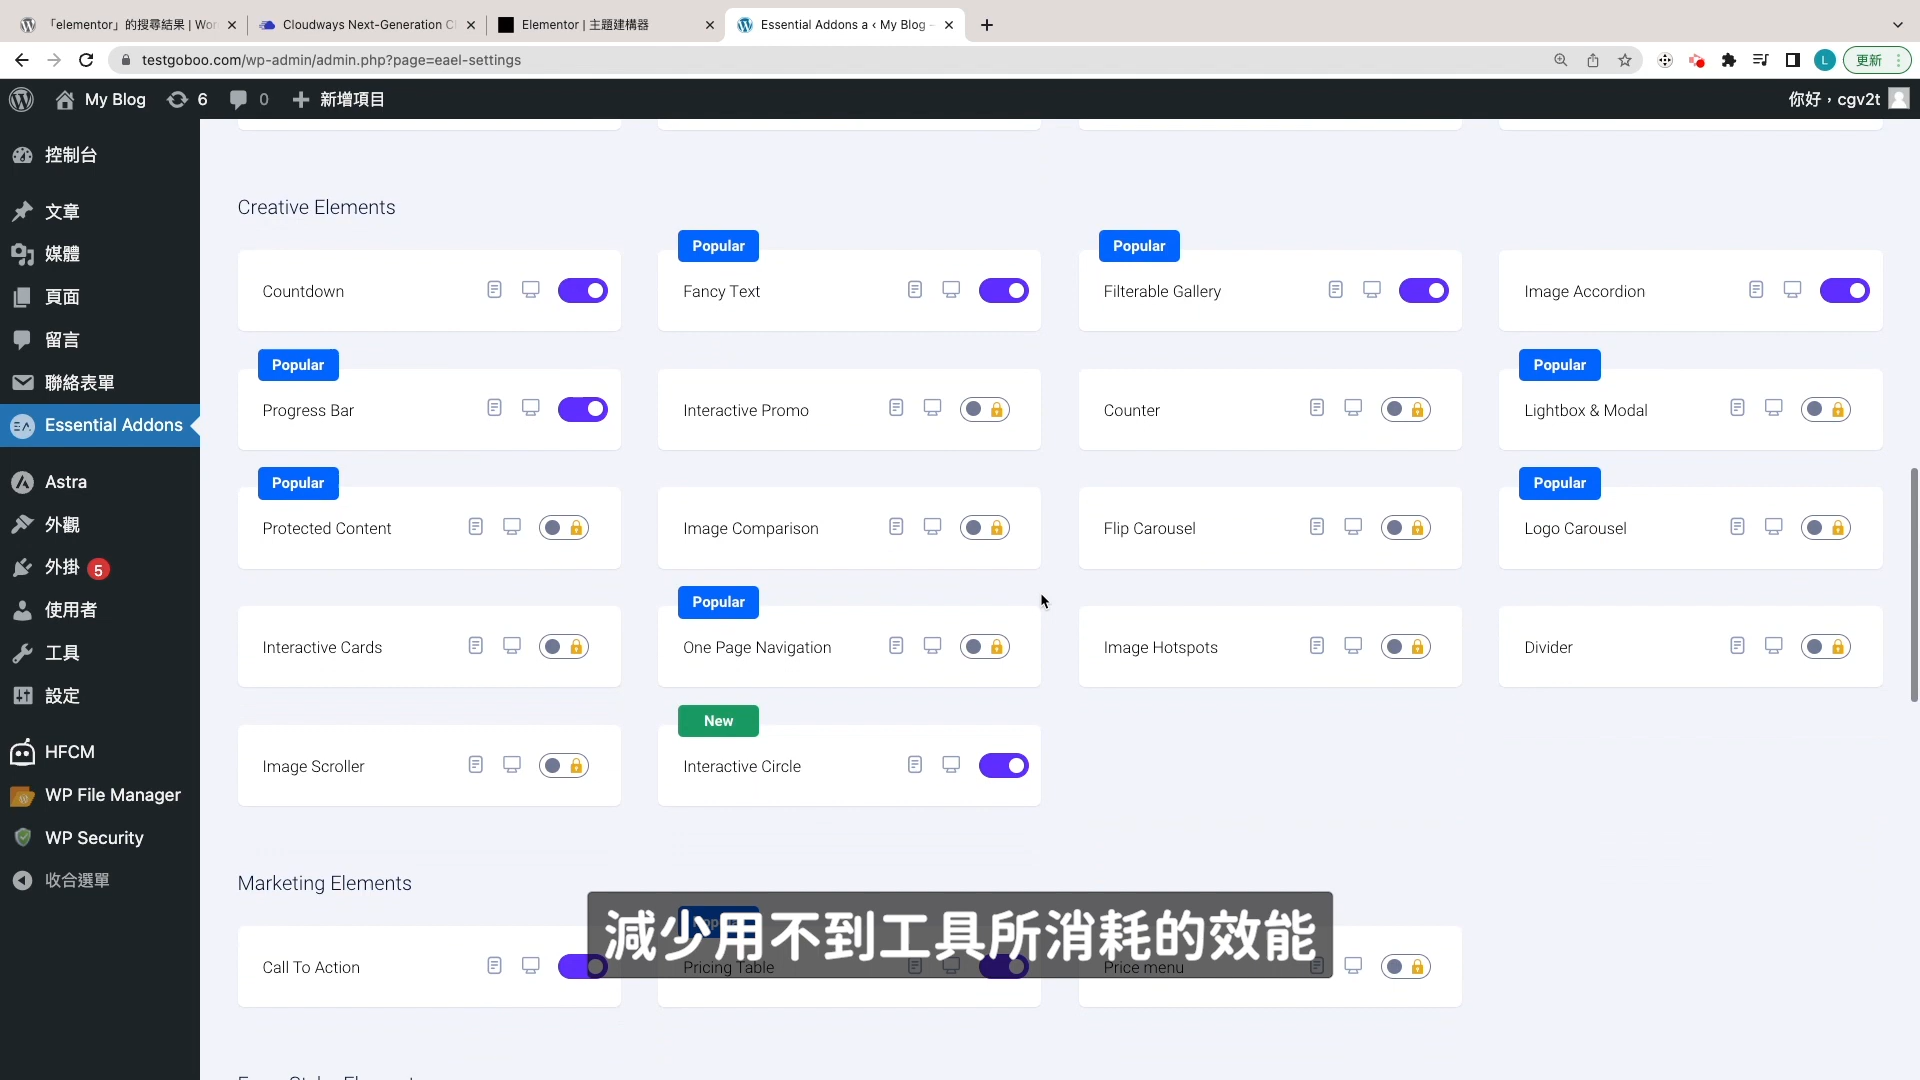 「elementor」的搜尋結果 | Wor
Cloudways Next-Generation C
Elementor | 主題建構器
Essential Addons a ‹ My Blog –
testgoboo.com/wp-admin/admin.php?page=eael-settings
L
更新
My Blog
6
0
新增項目
你好，cgv2t
控制台
文章
媒體
頁面
留言
聯絡表單
Essential Addons
Astra
外觀
外掛 5
使用者
工具
設定
HFCM
WP File Manager
WP Security
收合選單
Creative Elements
Countdown
Popular
Fancy Text
Popular
Filterable Gallery
Image Accordion
Popular
Progress Bar
Interactive Promo
Counter
Popular
Lightbox & Modal
Popular
Protected Content
Image Comparison
Flip Carousel
Popular
Logo Carousel
Interactive Cards
Popular
One Page Navigation
Image Hotspots
Divider
Image Scroller
New
Interactive Circle
Marketing Elements
Call To Action
Pricing Table
Price menu
減少用不到工具所消耗的效能